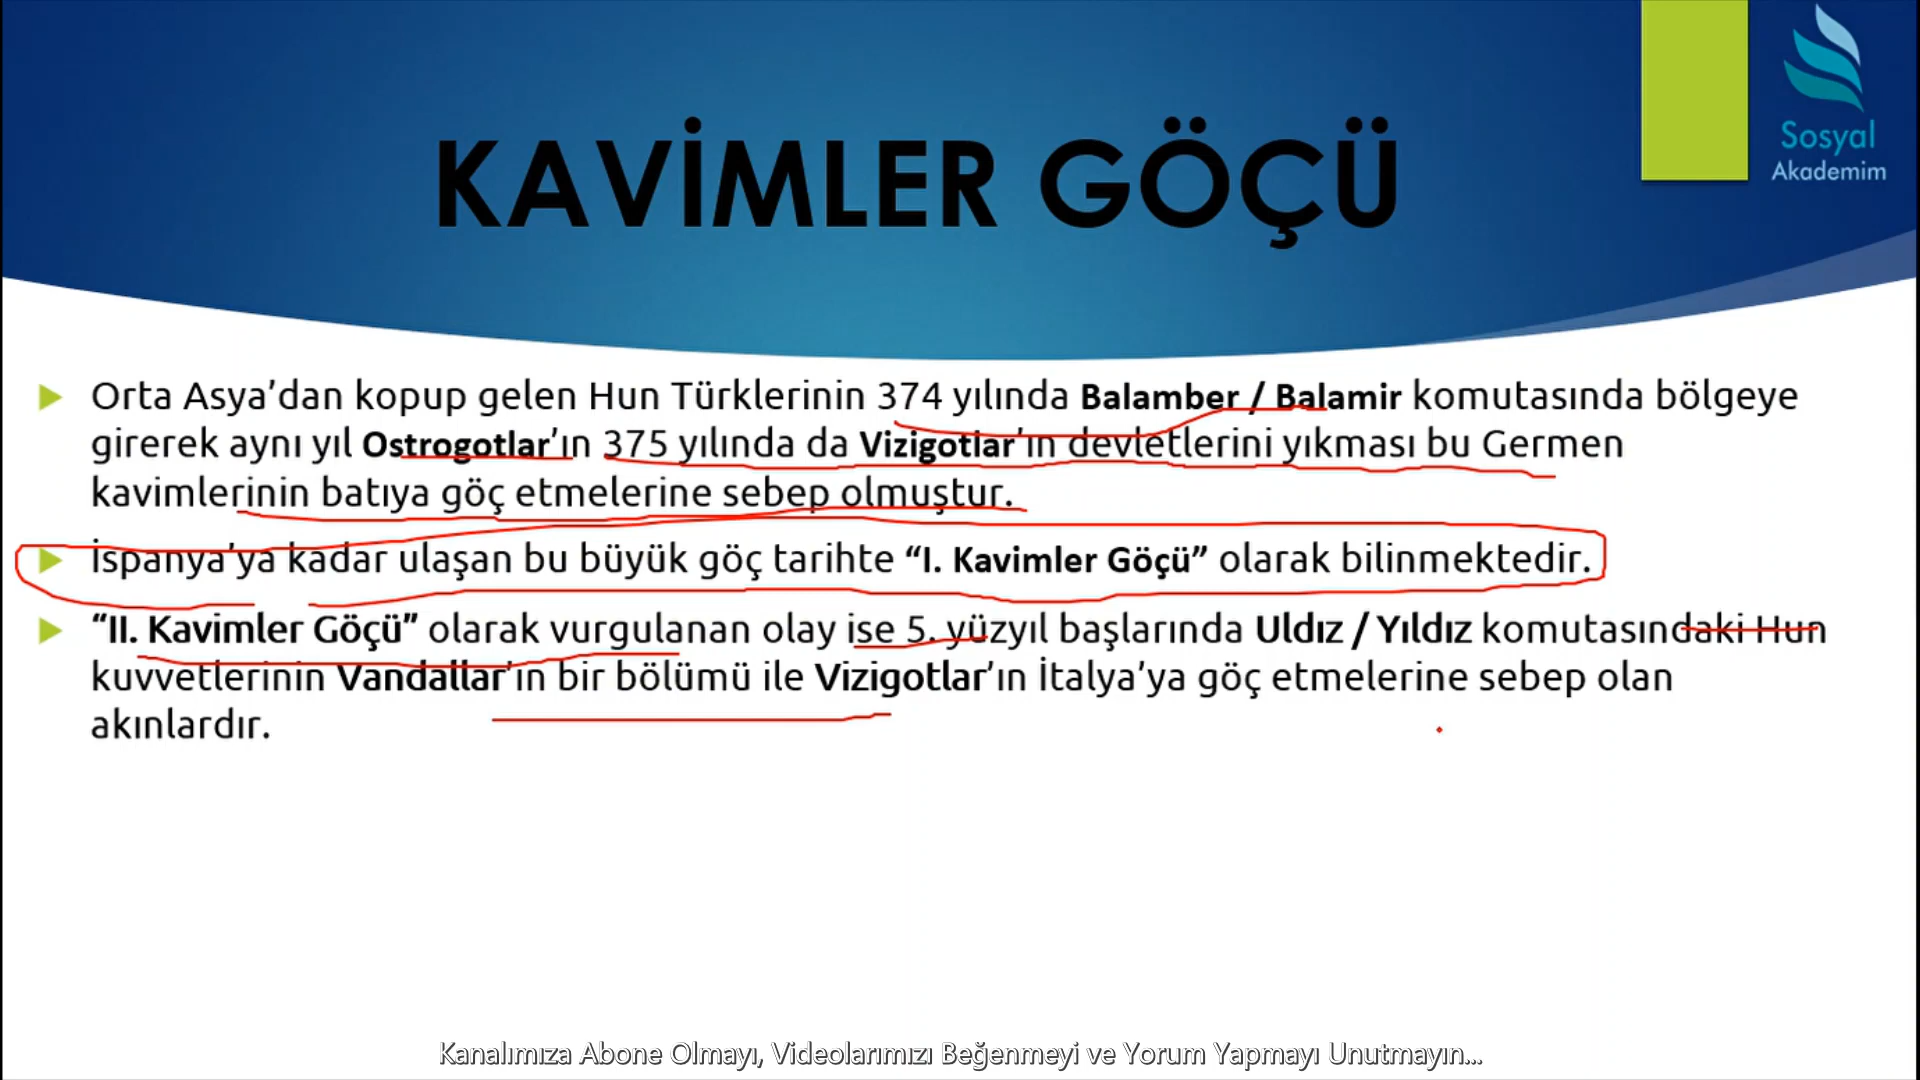 Sosyal
Akademim
KAVİMLER GÖÇÜ
Orta Asya’dan kopup gelen Hun Türklerinin 374 yılında Balamber / Balamir komutasında bölgeye
girerek aynı yıl Ostrogotlar’ın 375 yılında da Vizigotlar’ın devletlerini yıkması bu Germen
kavimlerinin batıya göç etmelerine sebep olmuştur.
İspanya’ya kadar ulaşan bu büyük göç tarihte “I. Kavimler Göçü” olarak bilinmektedir.
“II. Kavimler Göçü” olarak vurgulanan olay ise 5. yüzyıl başlarında Uldız / Yıldız komutasındaki Hun
kuvvetlerinin Vandallar’ın bir bölümü ile Vizigotlar’ın İtalya’ya göç etmelerine sebep olan
akınlardır.
Kanalımıza Abone Olmayı, Videolarımızı Beğenmeyi ve Yorum Yapmayı Unutmayın...